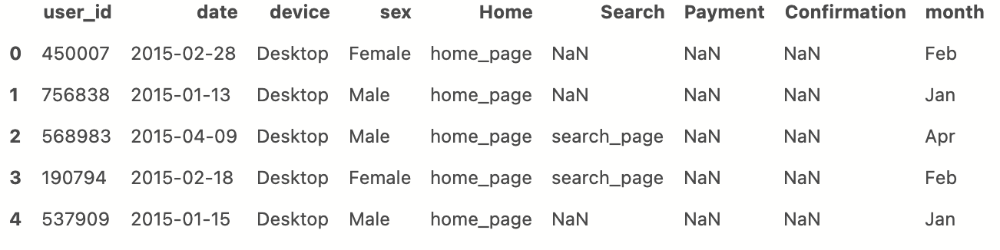 user_id date device sex Home Search Payment Confirmation month
0 450007 2015-02-28 Desktop Female home_page NaN NaN NaN Feb
1 756838 2015-01-13 Desktop Male home_page NaN NaN NaN Jan
2 568983 2015-04-09 Desktop Male home_page search_page NaN NaN Apr
3 190794 2015-02-18 Desktop Female home_page search_page NaN NaN Feb
4 537909 2015-01-15 Desktop Male home_page NaN NaN NaN Jan